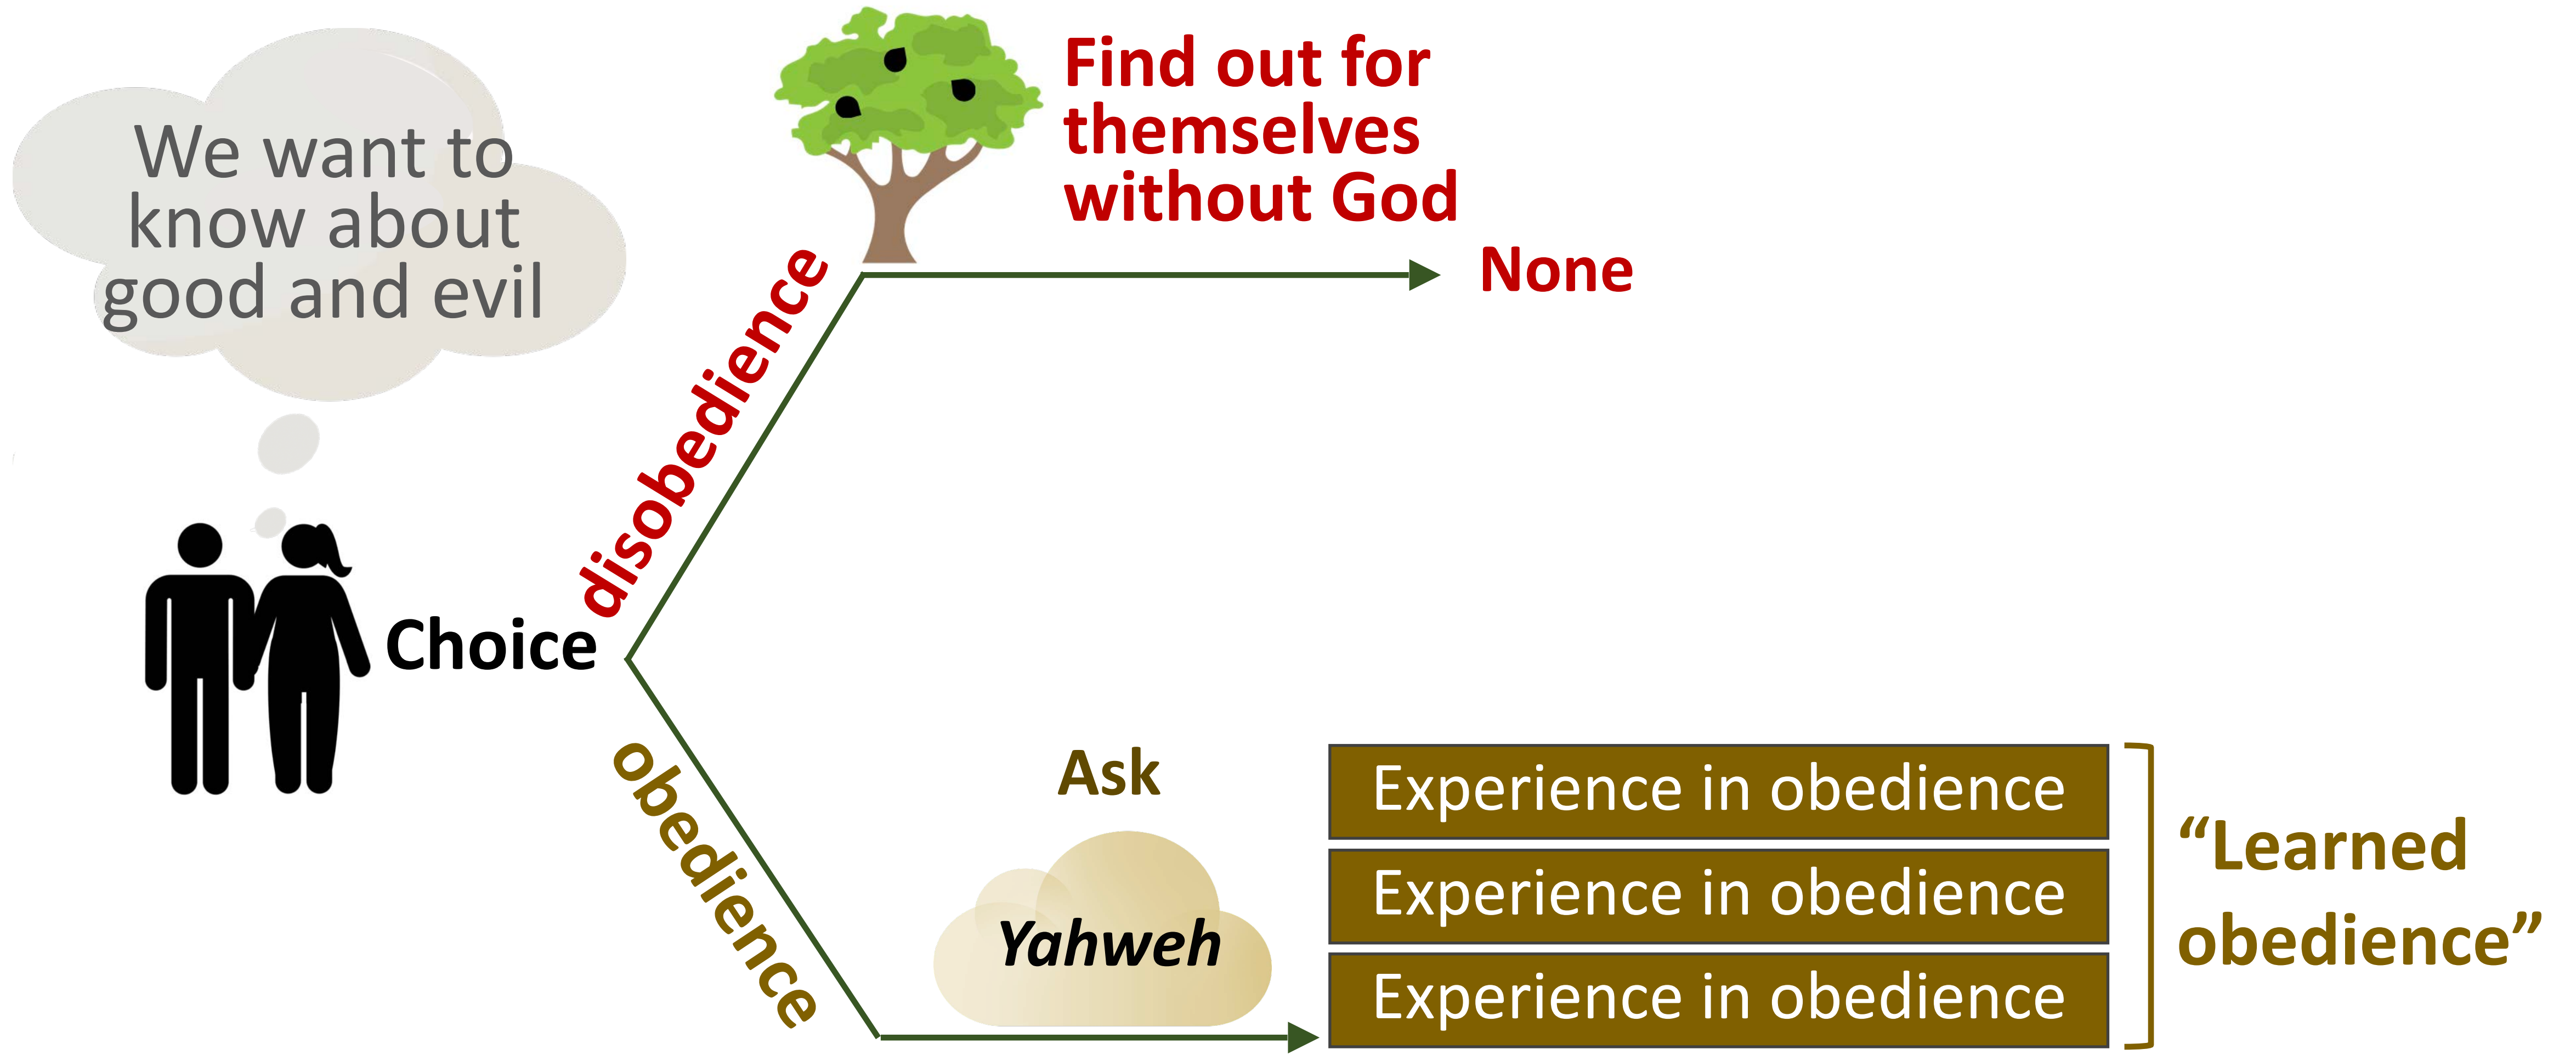 We want to
know about
good and evil
Find out for
themselves
without God
None
disobedience
Choice
obedience
Ask
Yahweh
Experience in obedience
Experience in obedience
Experience in obedience
“Learned
obedience”